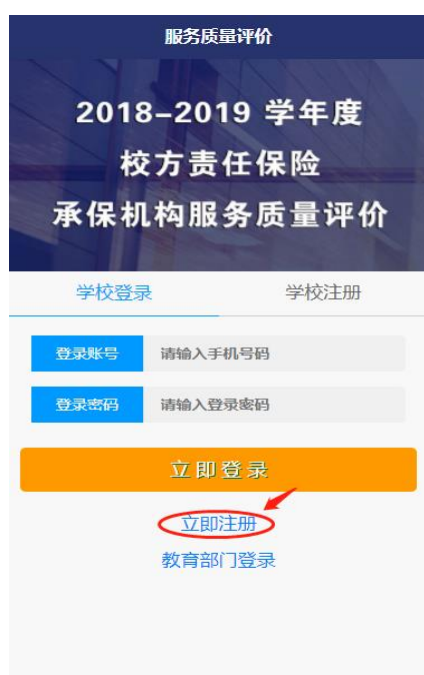 服务质量评价
2018-2019 学年度
校方责任保险
承保机构服务质量评价
学校登录 学校注册
登录账号 请输入手机号码
登录密码 请输入登录密码
立即登录
立即注册
教育部门登录